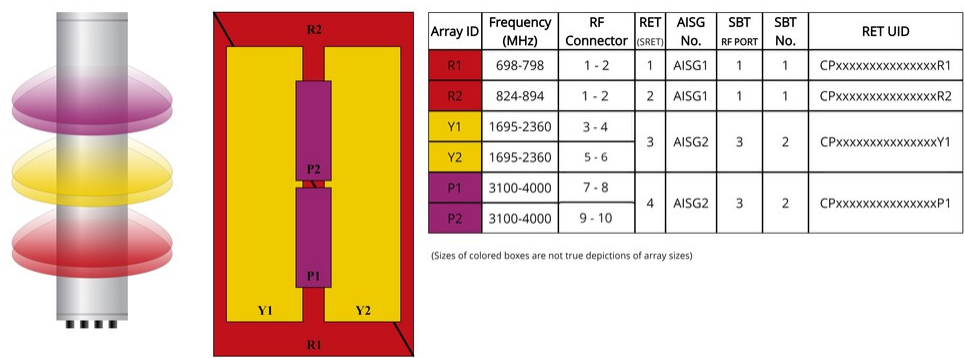 R2
P2
P1
Y1 Y2
R1
Array ID Frequency (MHz) RF Connector RET (SRET) AISG No. SBT RF PORT SBT No. RET UID
R1 698-798 1 - 2 1 AISG1 1 1 CPxxxxxxxxxxxxxxxxR1
R2 824-894 1 - 2 2 AISG1 1 1 CPxxxxxxxxxxxxxxxxR2
Y1 1695-2360 3 - 4 3 AISG2 3 2 CPxxxxxxxxxxxxxxxxY1
Y2 1695-2360 5 - 6
P1 3100-4000 7 - 8 4 AISG2 3 2 CPxxxxxxxxxxxxxxxxP1
P2 3100-4000 9 - 10
(Sizes of colored boxes are not true depictions of array sizes)